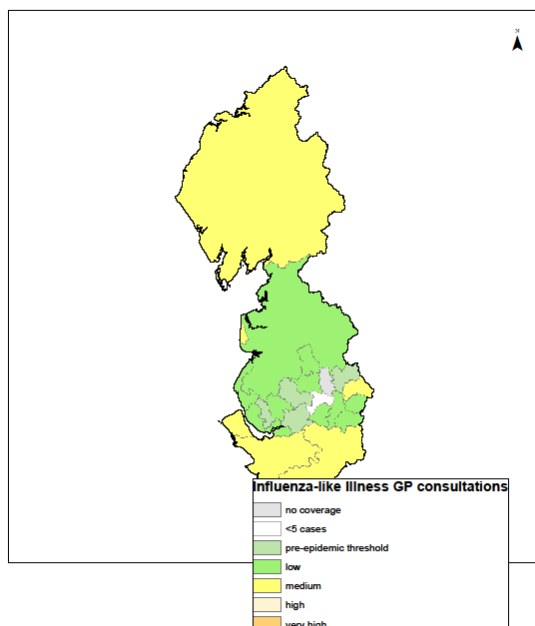 N
Influenza-like Illness GP consultations
no coverage
<5 cases
pre-epidemic threshold
low
medium
high
very high